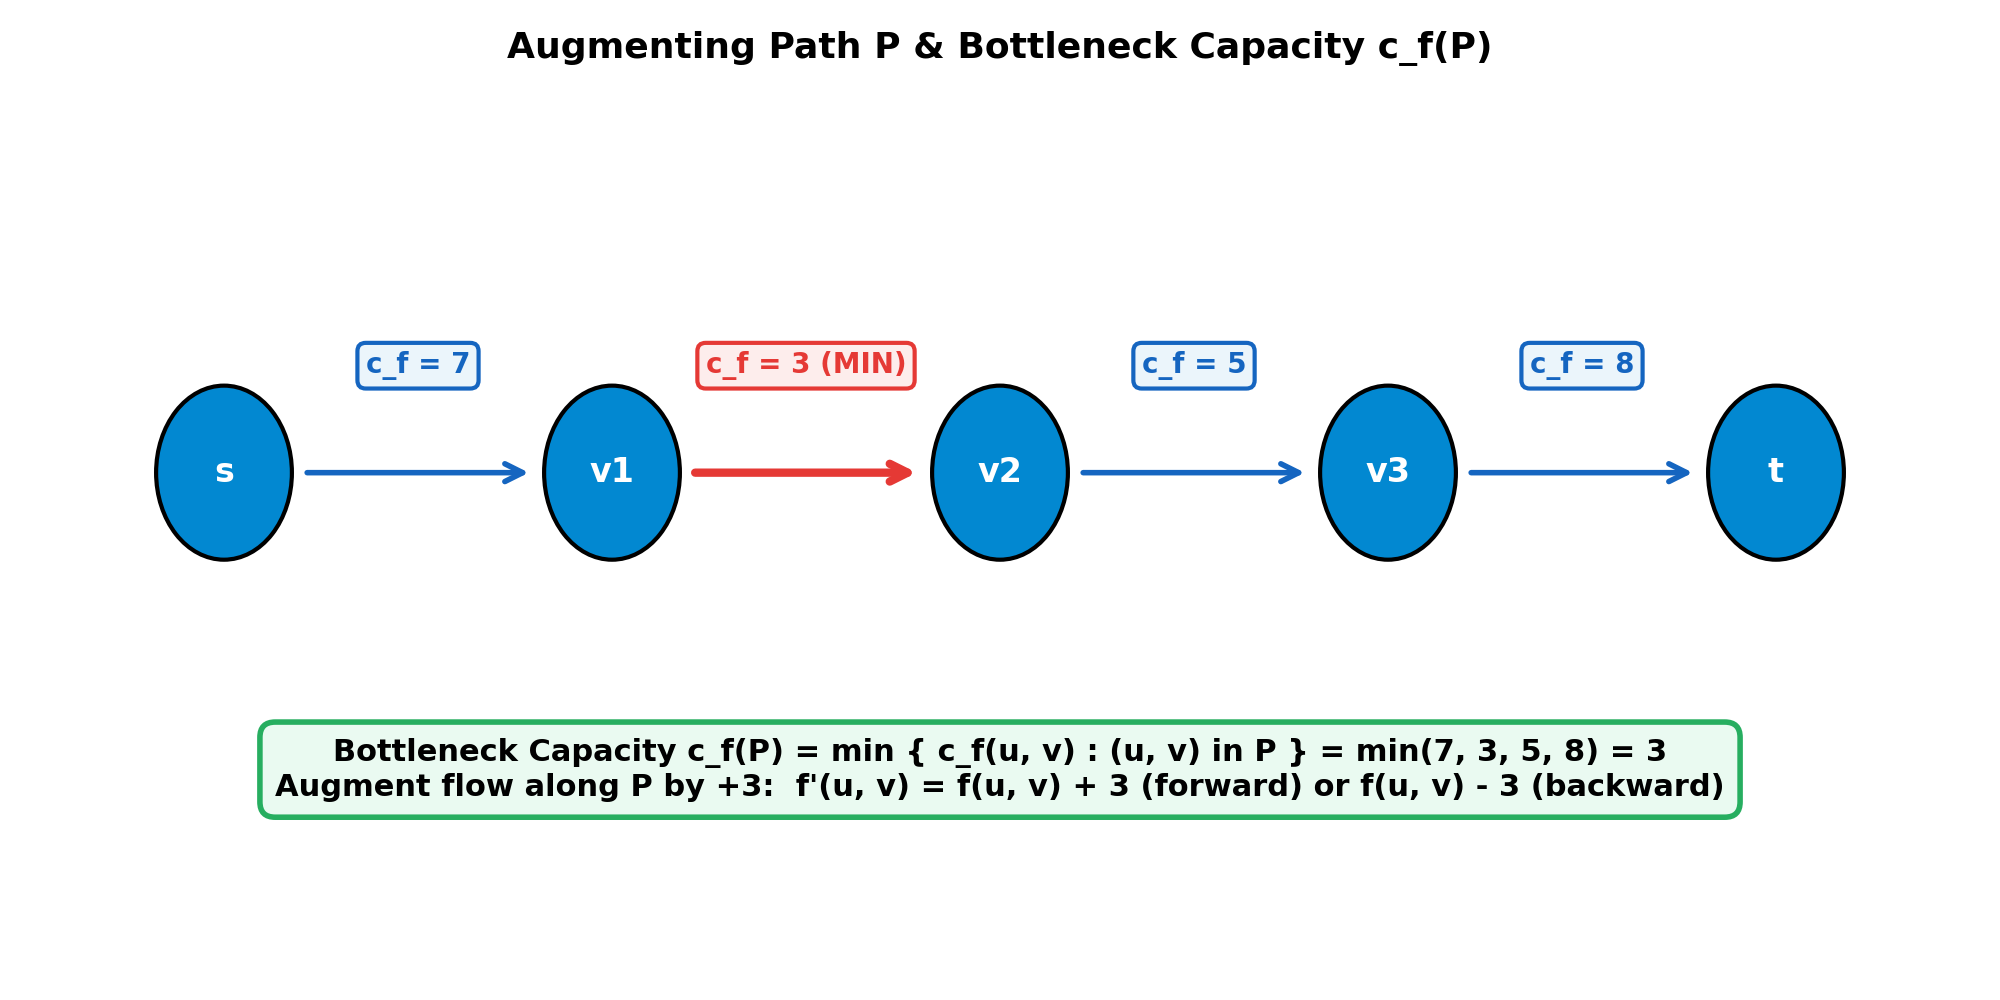 Augmenting Path P & Bottleneck Capacity c_f(P)
c_f = 7
c_f = 3 (MIN)
c_f = 5
c_f = 8
s
v1
v2
v3
t
Bottleneck Capacity c_f(P) = min { c_f(u, v) : (u, v) in P } = min(7, 3, 5, 8) = 3
Augment flow along P by +3:  f'(u, v) = f(u, v) + 3 (forward) or f(u, v) - 3 (backward)